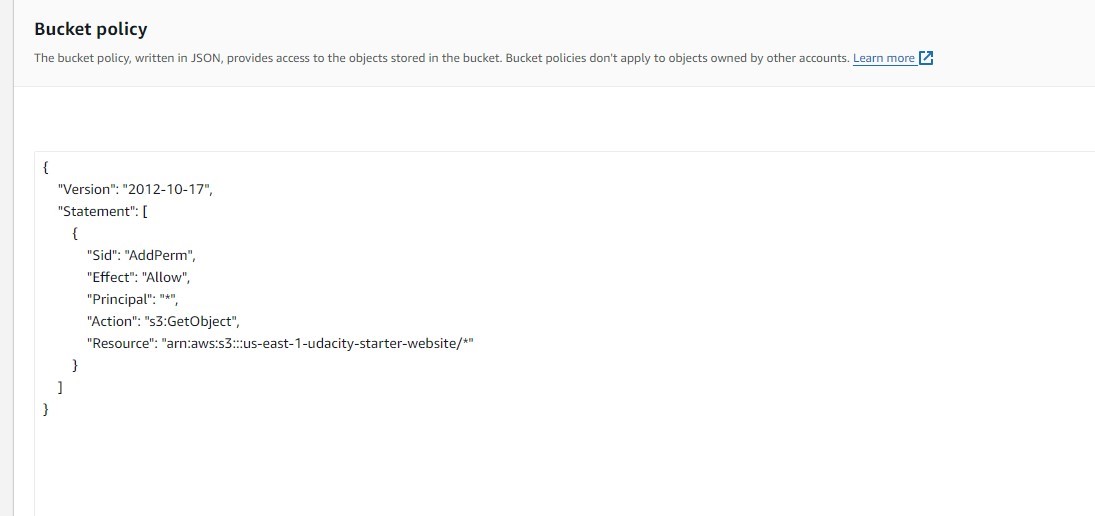 Bucket policy
The bucket policy, written in JSON, provides access to the objects stored in the bucket. Bucket policies don't apply to objects owned by other accounts. Learn more
{
"Version": "2012-10-17",
"Statement": [
{
"Sid": "AddPerm",
"Effect": "Allow",
"Principal": "*",
"Action": "s3:GetObject",
"Resource": "arn:aws:s3:::us-east-1-udacity-starter-website/*"
}
]
}